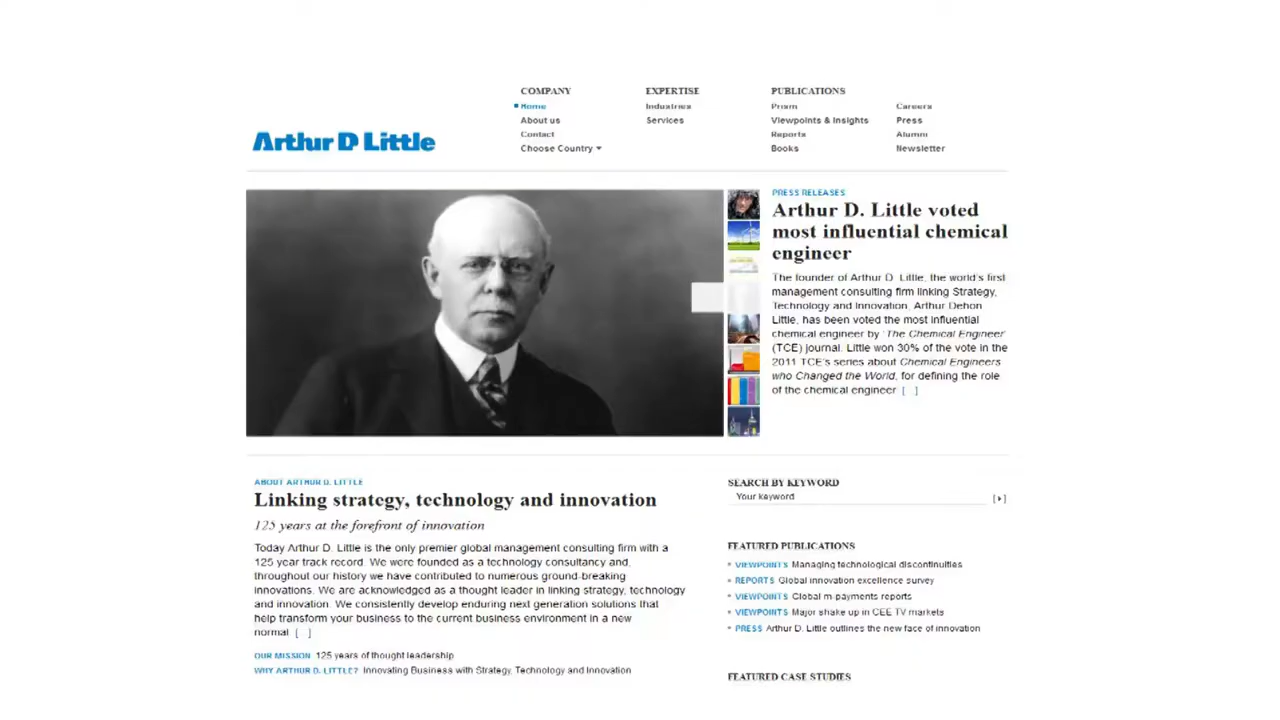 COMPANY
Home
About us
Contact
Choose Country
EXPERTISE
Industries
Services
PUBLICATIONS
Prism
Viewpoints & Insights
Reports
Books
Careers
Press
Alumni
Newsletter
Arthur D Little
PRESS RELEASES
Arthur D. Little voted
most influential chemical
engineer
The founder of Arthur D. Little, the world's first
management consulting firm linking Strategy,
Technology and Innovation, Arthur Dehon
Little, has been voted the most influential
chemical engineer by 'The Chemical Engineer'
(TCE) journal. Little won 30% of the vote in the
2011 TCE's series about Chemical Engineers
who Changed the World, for defining the role
of the chemical engineer [...]
ABOUT ARTHUR D. LITTLE
Linking strategy, technology and innovation
125 years at the forefront of innovation
Today Arthur D. Little is the only premier global management consulting firm with a
125 year track record. We were founded as a technology consultancy and,
throughout our history we have contributed to numerous ground-breaking
innovations. We are acknowledged as a thought leader in linking strategy, technology
and innovation. We consistently develop enduring next generation solutions that
help transform your business to the current business environment in a new
normal. [...]
OUR MISSION 125 years of thought leadership
WHY ARTHUR D. LITTLE? Innovating Business with Strategy, Technology and Innovation
SEARCH BY KEYWORD
Your keyword
FEATURED PUBLICATIONS
VIEWPOINTS Managing technological discontinuities
REPORTS Global innovation excellence survey
VIEWPOINTS Global m-payments reports
VIEWPOINTS Major shake up in CEE TV markets
PRESS Arthur D. Little outlines the new face of innovation
FEATURED CASE STUDIES